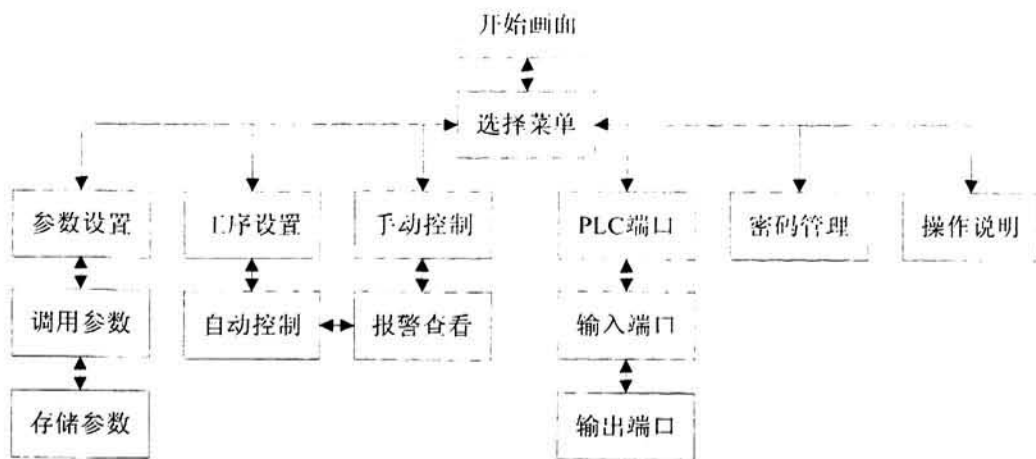 开始画面
选择菜单
参数设置
工序设置
手动控制
PLC端口
密码管理
操作说明
调用参数
自动控制
报警查看
输入端口
存储参数
输出端口